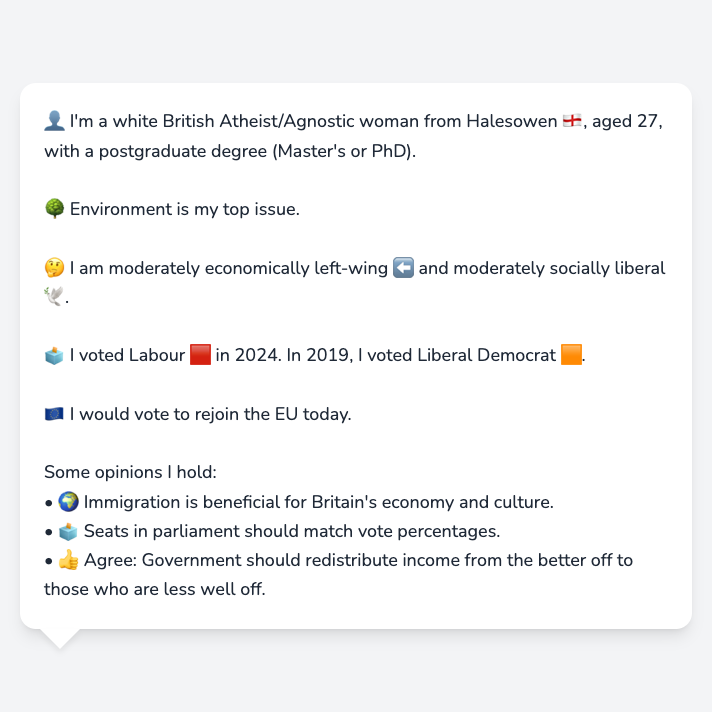 👤 I'm a white British Atheist/Agnostic woman from Halesowen 🏴󠁧󠁢󠁥󠁮󠁧󠁿, aged 27,
with a postgraduate degree (Master's or PhD).
🌳 Environment is my top issue.
🤔 I am moderately economically left-wing ⬅️ and moderately socially liberal
🕊️.
🗳️ I voted Labour 🟥 in 2024. In 2019, I voted Liberal Democrat 🟧.
🇪🇺 I would vote to rejoin the EU today.
Some opinions I hold:
• 🌍 Immigration is beneficial for Britain's economy and culture.
• 🗳️ Seats in parliament should match vote percentages.
• 👍 Agree: Government should redistribute income from the better off to
those who are less well off.